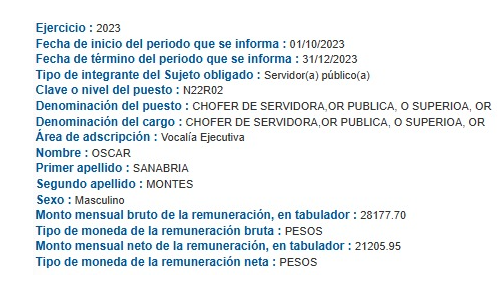 Ejercicio : 2023
Fecha de inicio del periodo que se informa : 01/10/2023
Fecha de término del periodo que se informa : 31/12/2023
Tipo de integrante del Sujeto obligado : Servidor(a) público(a)
Clave o nivel del puesto : N22R02
Denominación del puesto : CHOFER DE SERVIDORA,OR PUBLICA, O SUPERIOA, OR
Denominación del cargo : CHOFER DE SERVIDORA,OR PUBLICA, O SUPERIOA, OR
Área de adscripción : Vocalía Ejecutiva
Nombre : OSCAR
Primer apellido : SANABRIA
Segundo apellido : MONTES
Sexo : Masculino
Monto mensual bruto de la remuneración, en tabulador : 28177.70
Tipo de moneda de la remuneración bruta : PESOS
Monto mensual neto de la remuneración, en tabulador : 21205.95
Tipo de moneda de la remuneración neta : PESOS